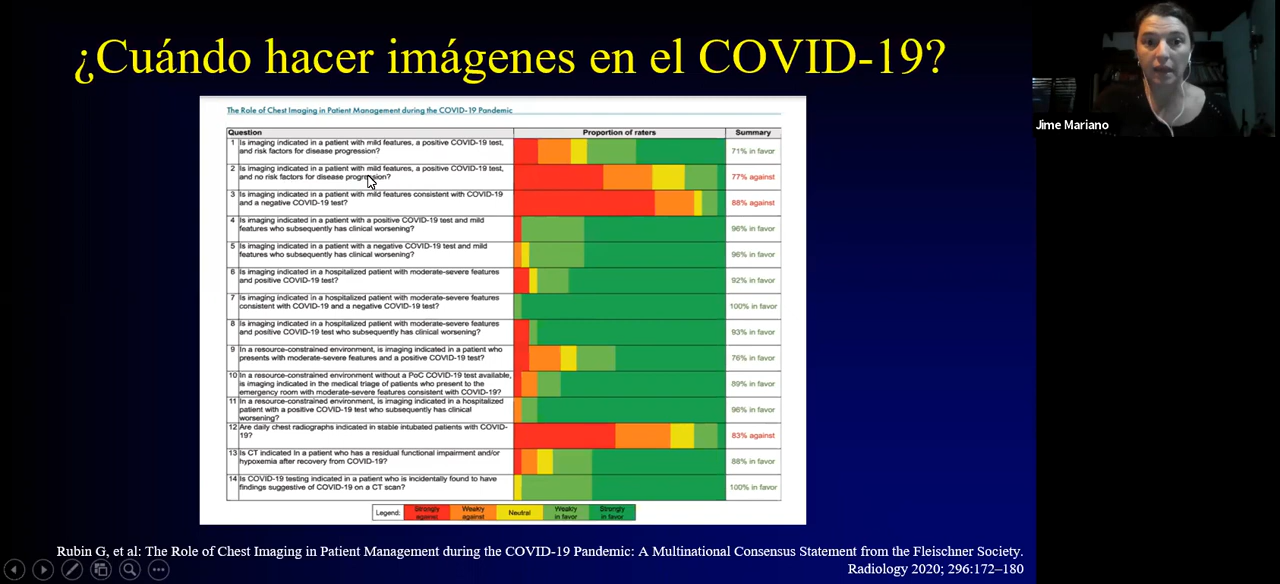 ¿Cuándo hacer imágenes en el COVID-19?
Jime Mariano
The Role of Chest Imaging in Patient Management during the COVID-19 Pandemic
Question Proportion of raters Summary
1 Is imaging indicated in a patient with mild features, a positive COVID-19 test,
and risk factors for disease progression?
71% in favor
2 Is imaging indicated in a patient with mild features, a positive COVID-19 test,
and no risk factors for disease progression?
77% against
3 Is imaging indicated in a patient with mild features consistent with COVID-19
and a negative COVID-19 test?
88% against
4 Is imaging indicated in a patient with a positive COVID-19 test and mild
features who subsequently has clinical worsening?
96% in favor
5 Is imaging indicated in a patient with a negative COVID-19 test and mild
features who subsequently has clinical worsening?
96% in favor
6 Is imaging indicated in a hospitalized patient with moderate-severe features
and positive COVID-19 test?
92% in favor
7 Is imaging indicated in a hospitalized patient with moderate-severe features
consistent with COVID-19 and a negative COVID-19 test?
100% in favor
8 Is imaging indicated in a hospitalized patient with moderate-severe features
and positive COVID-19 test who subsequently has clinical worsening?
93% in favor
9 In a resource-constrained environment, is imaging indicated in a patient who
presents with moderate-severe features and a positive COVID-19 test?
76% in favor
10 In a resource-constrained environment without a PoC COVID-19 test available,
is imaging indicated in the medical triage of patients who present to the
emergency room with moderate-severe features consistent with COVID-19?
89% in favor
11 In a resource-constrained environment, is imaging indicated in a hospitalized
patient with a positive COVID-19 test who subsequently has clinical
worsening?
96% in favor
12 Are daily chest radiographs indicated in stable intubated patients with COVID-
19?
83% against
13 Is CT indicated in a patient who has a residual functional impairment and/or
hypoxemia after recovery from COVID-19?
88% in favor
14 Is COVID-19 testing indicated in a patient who is incidentally found to have
findings suggestive of COVID-19 on a CT scan?
100% in favor
Legend: Strongly against Weakly against Neutral Weakly in favor Strongly in favor
Rubin G, et al: The Role of Chest Imaging in Patient Management during the COVID-19 Pandemic: A Multinational Consensus Statement from the Fleischner Society.
Radiology 2020; 296:172–180